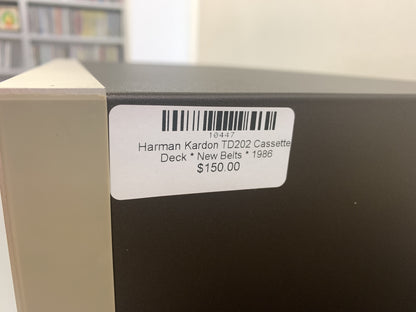 10447
Harman Kardon TD202 Cassette
Deck * New Belts * 1986
$150.00